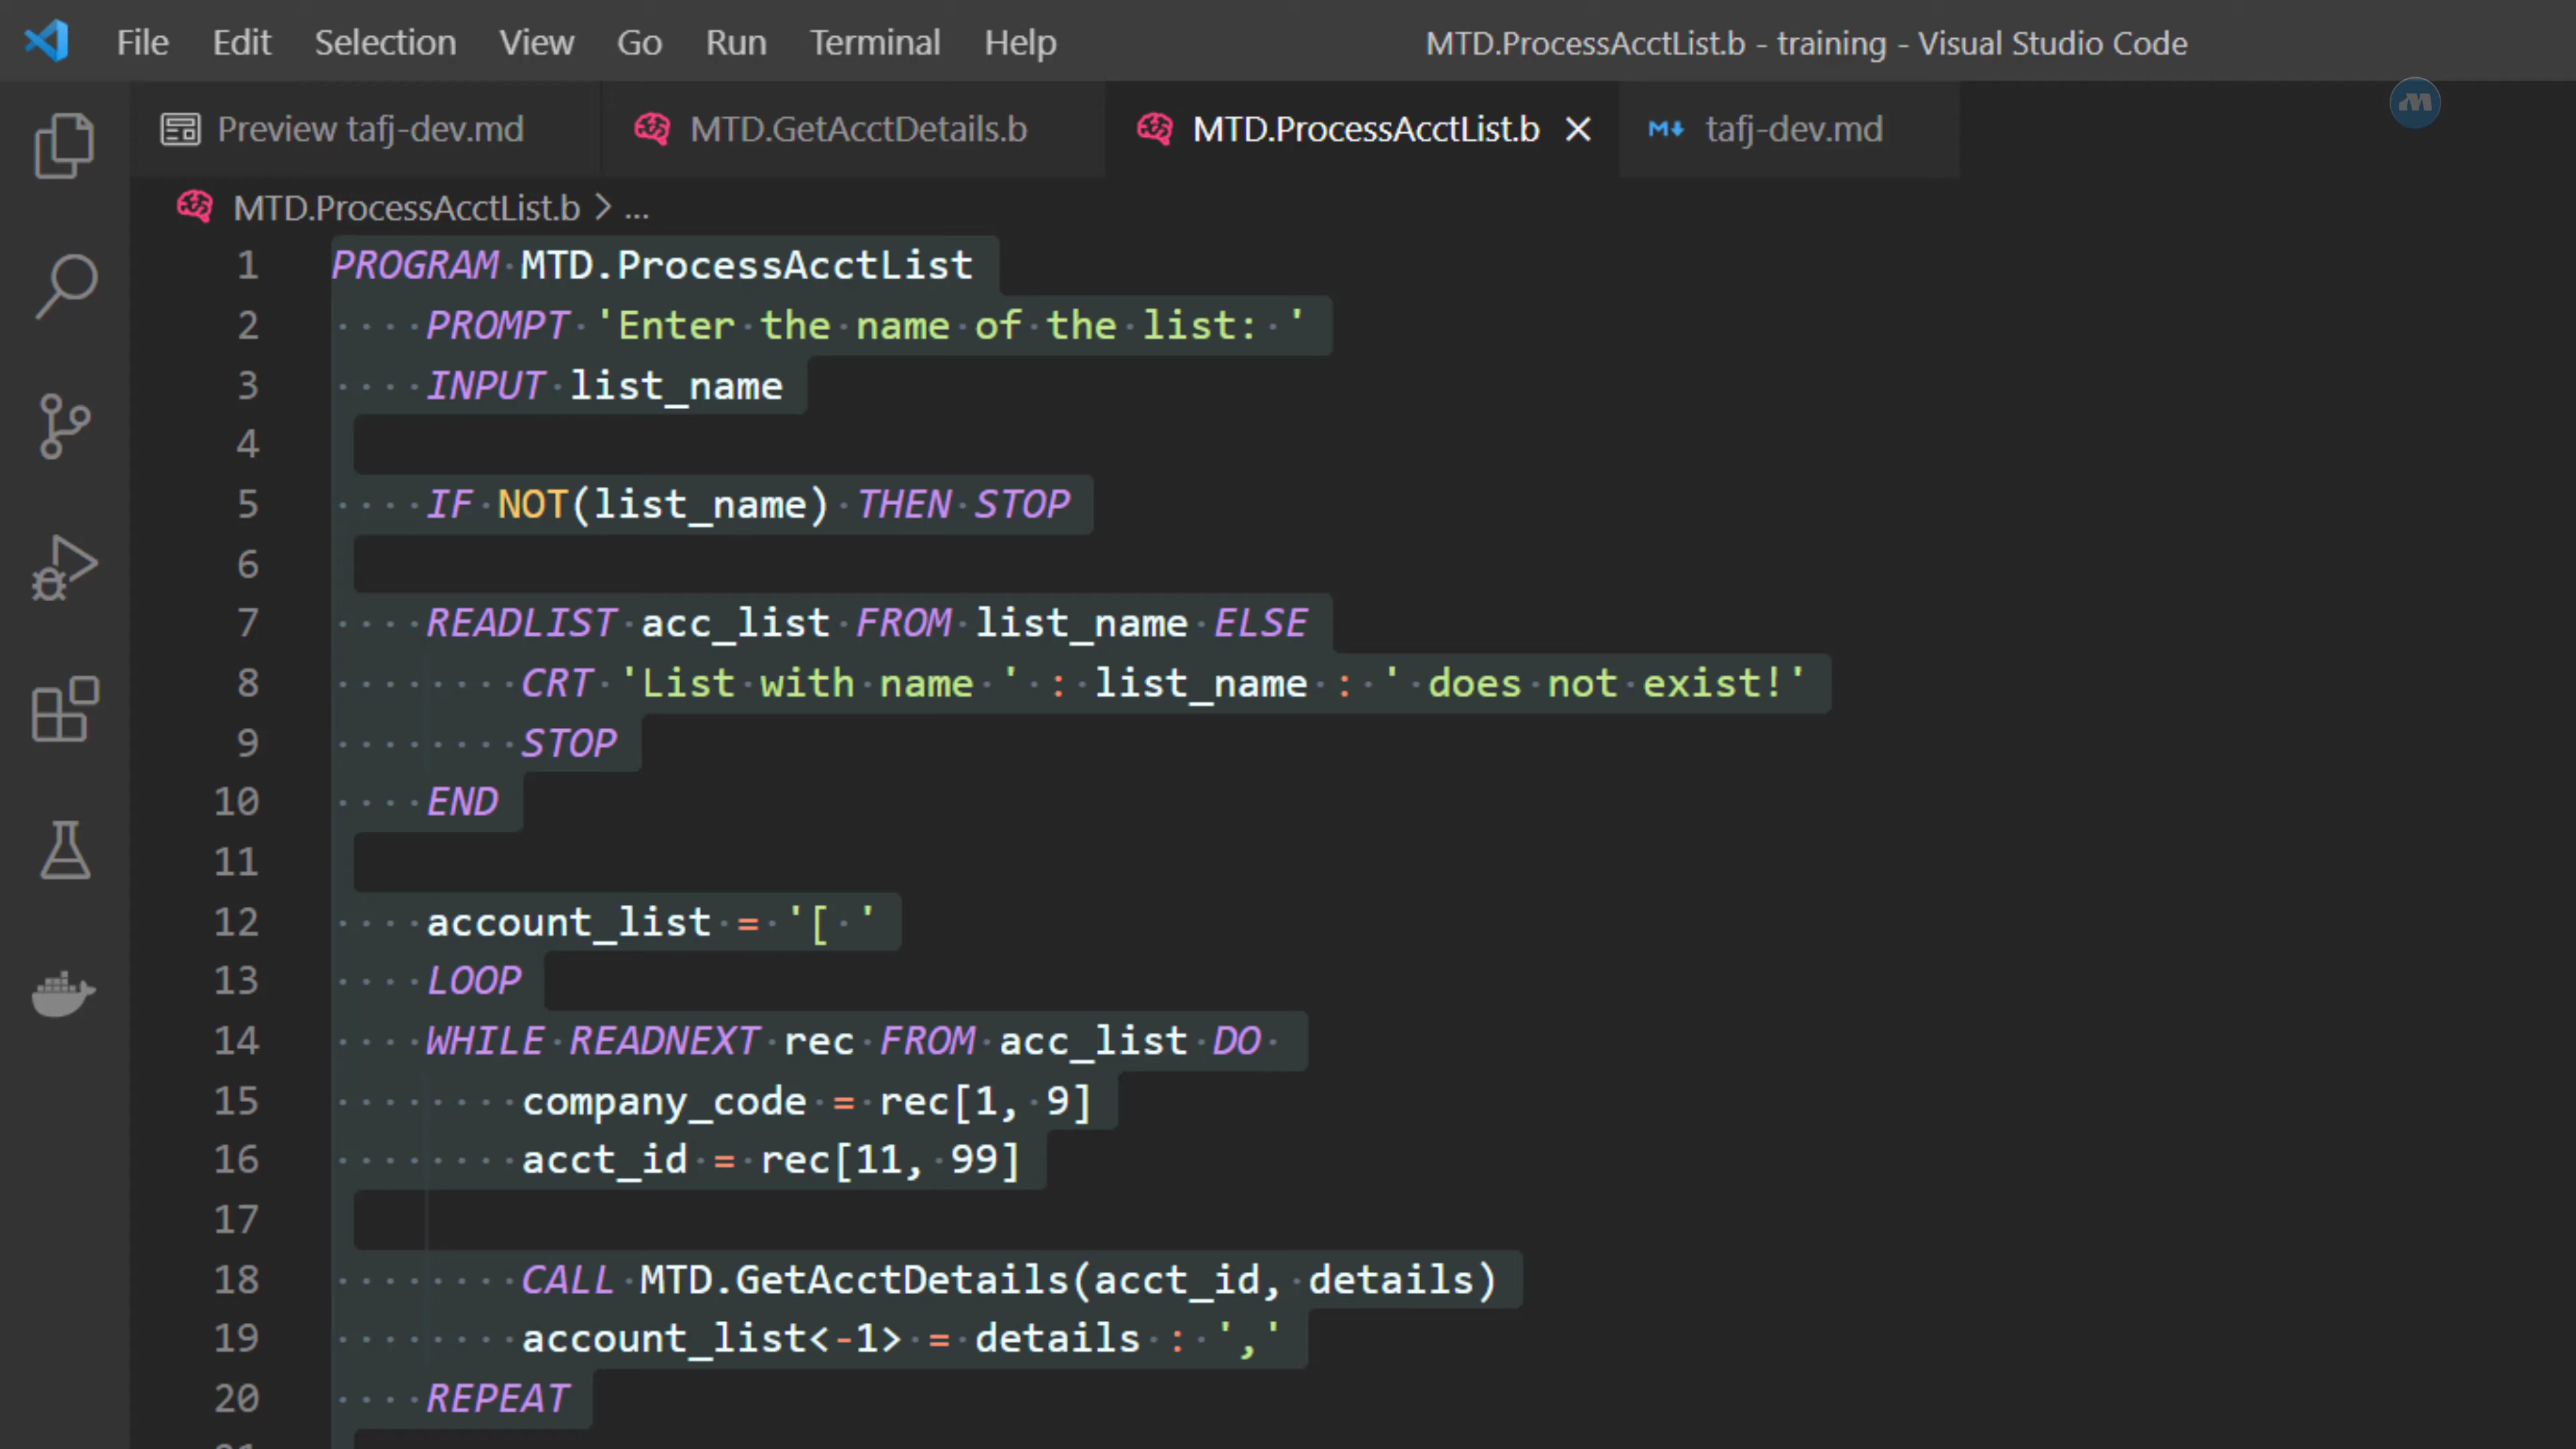 File Edit Selection View Go Run Terminal Help MTD.ProcessAcctList.b - training - Visual Studio Code
Preview tafj-dev.md MTD.GetAcctDetails.b MTD.ProcessAcctList.b tafj-dev.md
MTD.ProcessAcctList.b > ...
1 PROGRAM MTD.ProcessAcctList
2 PROMPT 'Enter the name of the list: '
3 INPUT list_name
4
5 IF NOT(list_name) THEN STOP
6
7 READLIST acc_list FROM list_name ELSE
8 CRT 'List with name ' : list_name : ' does not exist!'
9 STOP
10 END
11
12 account_list = '[ '
13 LOOP
14 WHILE READNEXT rec FROM acc_list DO
15 company_code = rec[1, 9]
16 acct_id = rec[11, 99]
17
18 CALL MTD.GetAcctDetails(acct_id, details)
19 account_list<-1> = details : ','
20 REPEAT